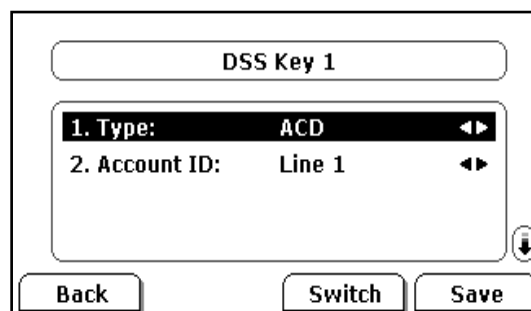 DSS Key 1
1. Type: ACD
2. Account ID: Line 1
Back Switch Save